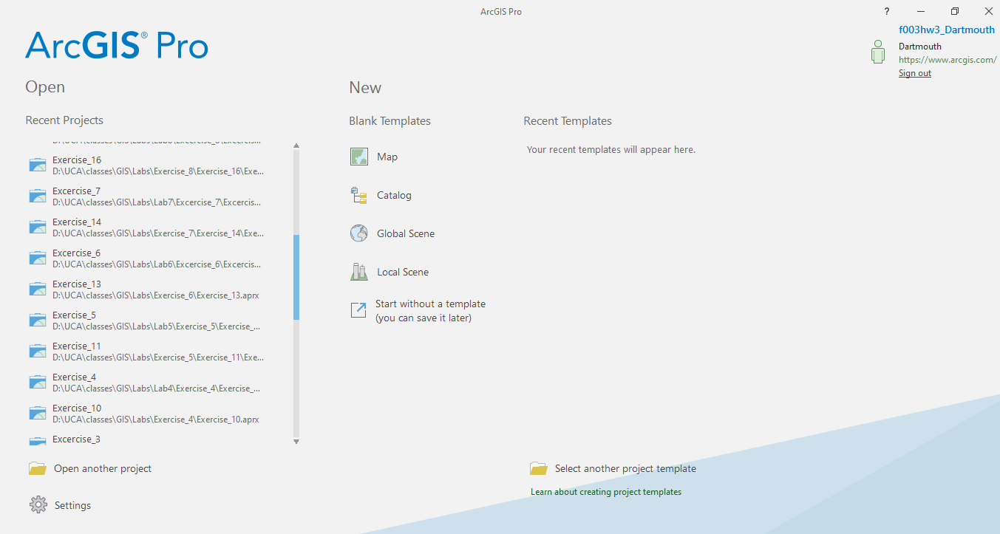 ArcGIS Pro
?
ArcGIS® Pro
f003hw3_Dartmouth
Dartmouth
https://www.arcgis.com/
Sign out
Open
Recent Projects
Exercise_16
D:\UCA\classes\GIS\Labs\Exercise_8\Exercise_16\Exe...
Excercise_7
D:\UCA\classes\GIS\Labs\Lab7\Excercise_7\Excercis...
Exercise_14
D:\UCA\classes\GIS\Labs\Exercise_7\Exercise_14\Exe...
Excercise_6
D:\UCA\classes\GIS\Labs\Lab6\Excercise_6\Excercis...
Exercise_13
D:\UCA\classes\GIS\Labs\Exercise_6\Exercise_13.aprx
Exercise_5
D:\UCA\classes\GIS\Labs\Lab5\Exercise_5\Exercise_...
Exercise_11
D:\UCA\classes\GIS\Labs\Exercise_5\Exercise_11\Exe...
Exercise_4
D:\UCA\classes\GIS\Labs\Lab4\Exercise_4\Exercise_...
Exercise_10
D:\UCA\classes\GIS\Labs\Exercise_4\Exercise_10.aprx
Excercise_3
Open another project
Settings
New
Blank Templates
Map
Catalog
Global Scene
Local Scene
Start without a template
(you can save it later)
Recent Templates
Your recent templates will appear here.
Select another project template
Learn about creating project templates